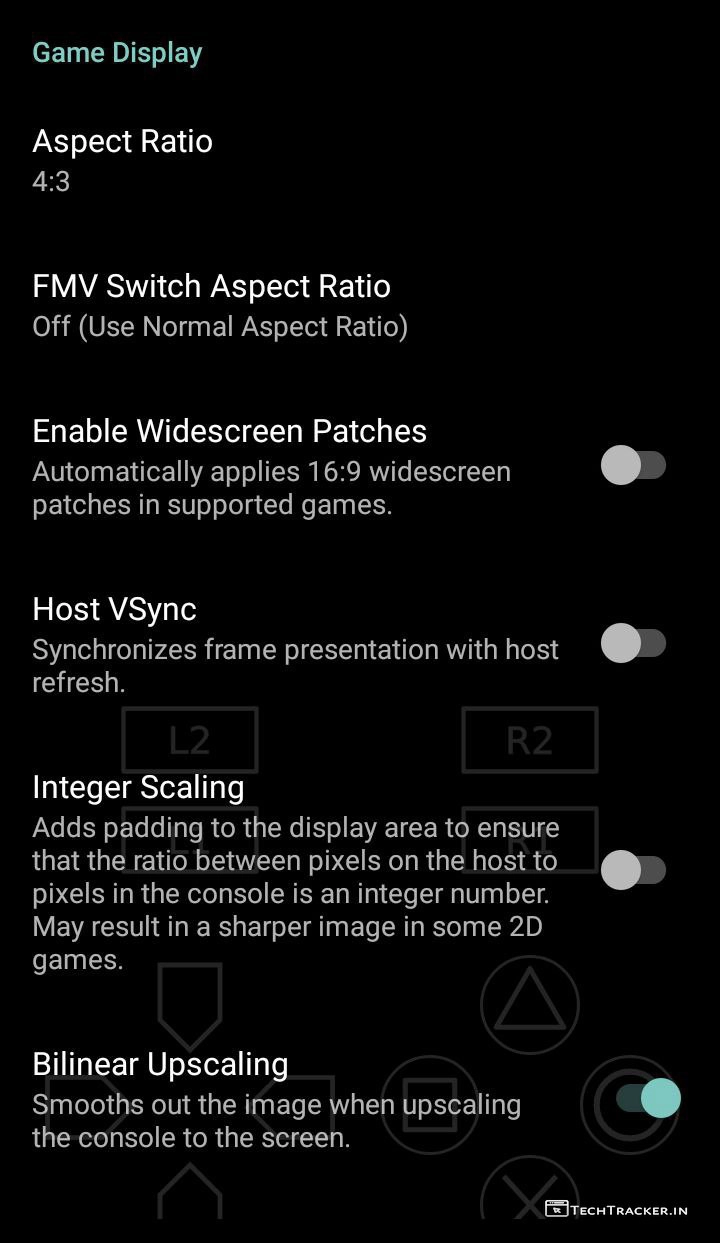 Game Display
Aspect Ratio
4:3
FMV Switch Aspect Ratio
Off (Use Normal Aspect Ratio)
Enable Widescreen Patches
Automatically applies 16:9 widescreen
patches in supported games.
Host VSync
Synchronizes frame presentation with host
refresh.
L2 R2
Integer Scaling
Adds padding to the display area to ensure
that the ratio between pixels on the host to
pixels in the console is an integer number.
May result in a sharper image in some 2D
games.
Bilinear Upscaling
Smooths out the image when upscaling
the console to the screen.
TECHTRACKER.IN